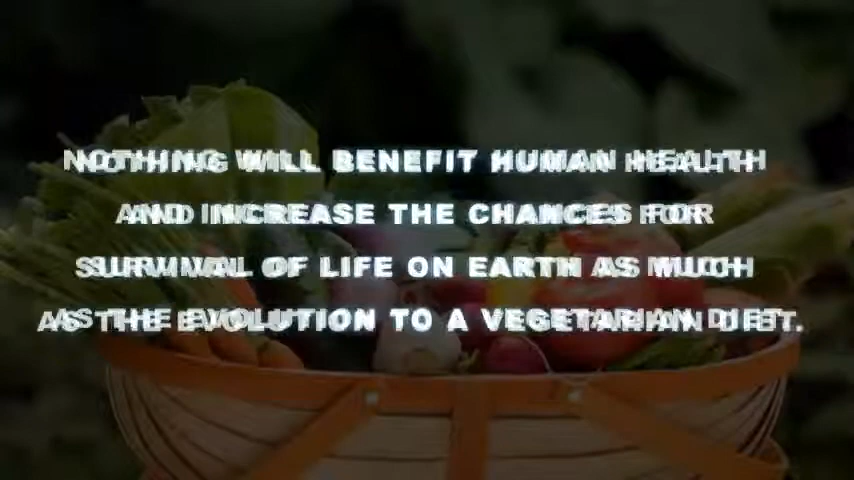 NOTHING WILL BENEFIT HUMAN HEALTH
AND INCREASE THE CHANCES FOR
SURVIVAL OF LIFE ON EARTH AS MUCH
AS THE EVOLUTION TO A VEGETARIAN DIET.